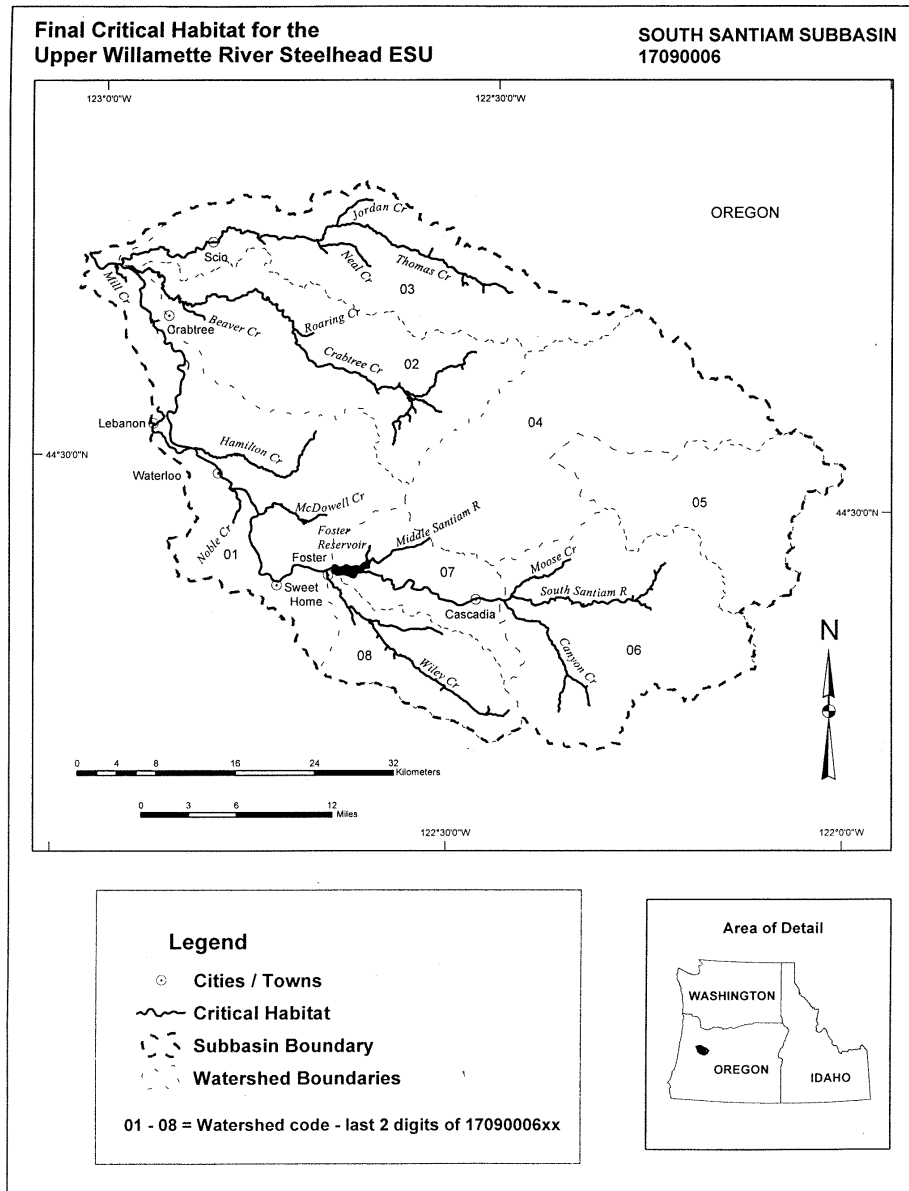 Final Critical Habitat for the
Upper Willamette River Steelhead ESU
SOUTH SANTIAM SUBBASIN
17090006
123°0'0"W
122°30'0"W
OREGON
Jordan Cr
Scio
Neal Cr
Thomas Cr
03
Mill Cr
Crabtree
Beaver Cr
Roaring Cr
Crabtree Cr
02
04
Lebanon
Hamilton Cr
44°30'0"N
Waterloo
05
44°30'0"N
McDowell Cr
Noble Cr
01
Foster
Reservoir
Middle Santiam R
Foster
07
Moose Cr
South Santiam R
Sweet
Home
Cascadia
06
Canyon Cr
08
Wiley Cr
N
0 4 8 16 24 32
Kilometers
0 3 6 12
Miles
122°30'0"W
122°0'0"W
Legend
Cities / Towns
Critical Habitat
Subbasin Boundary
Watershed Boundaries
01 - 08 = Watershed code - last 2 digits of 17090006xx
Area of Detail
WASHINGTON
OREGON
IDAHO